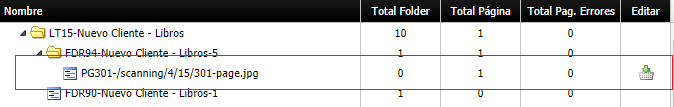 Nombre Total Folder Total Página Total Pag. Errores Editar
LT15-Nuevo Cliente - Libros 10 1 0
FDR94-Nuevo Cliente - Libros-5 1 1 0
PG301-/scanning/4/15/301-page.jpg 0 1 0
FDR90-Nuevo Cliente - Libros-1 1 0 0